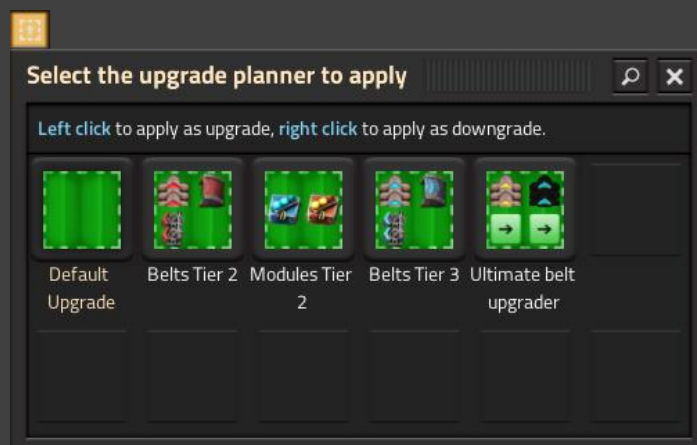 Select the upgrade planner to apply
Left click to apply as upgrade, right click to apply as downgrade.
Default Upgrade
Belts Tier 2
Modules Tier 2
Belts Tier 3
Ultimate belt upgrader